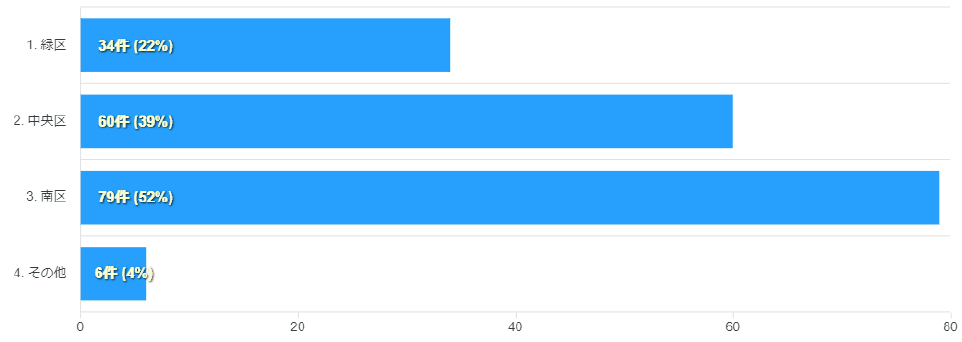 1. 緑区
34件 (22%)
2. 中央区
60件 (39%)
3. 南区
79件 (52%)
4. その他
6件 (4%)
0 20 40 60 80